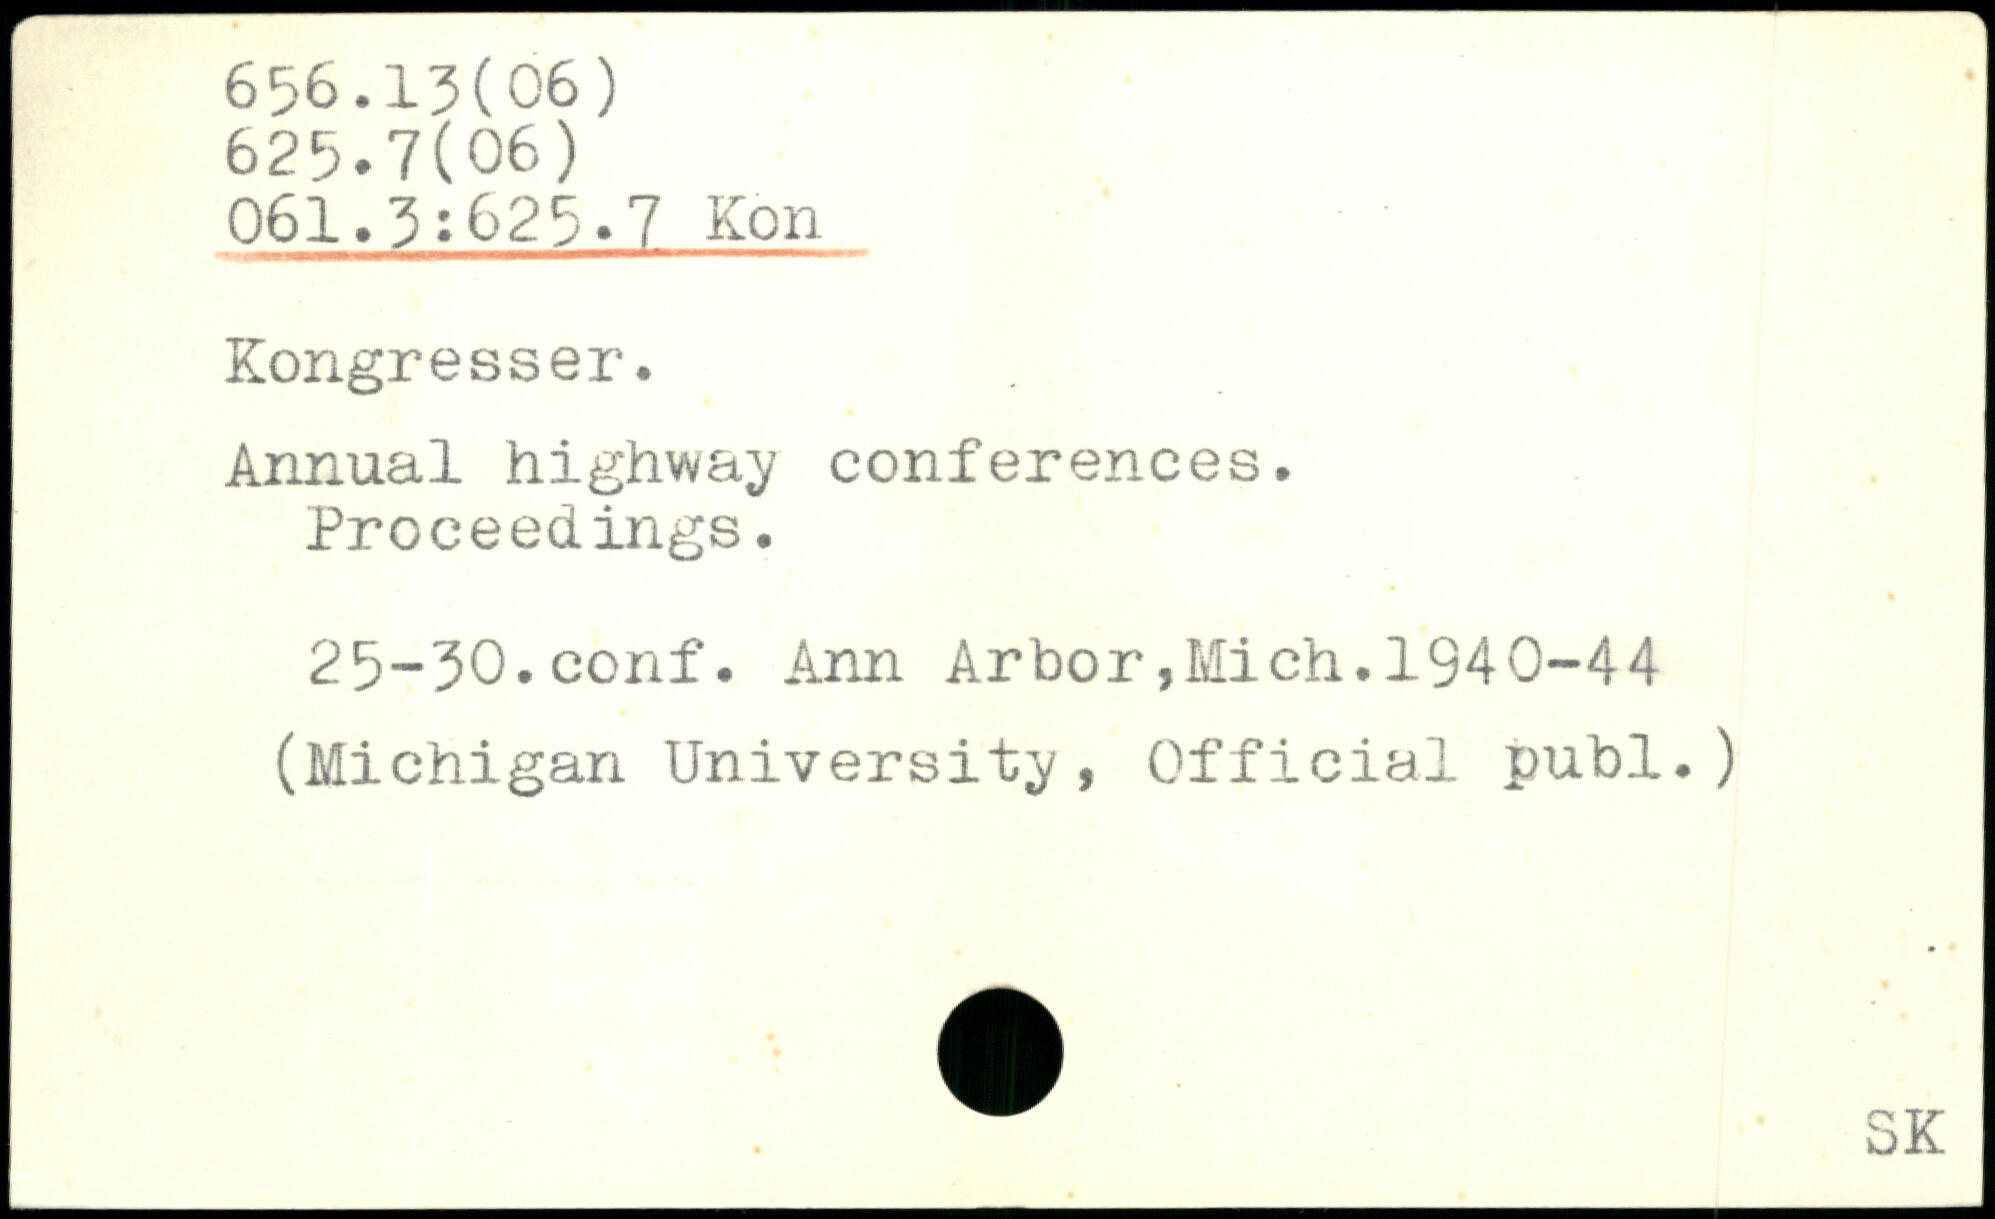 656.13(06)
625.7(06)
061.3:625.7 Kon
Kongresser.
Annual highway conferences.
Proceedings.
25-30.conf. Ann Arbor,Mich.1940-44
(Michigan University, Official publ.)
SK